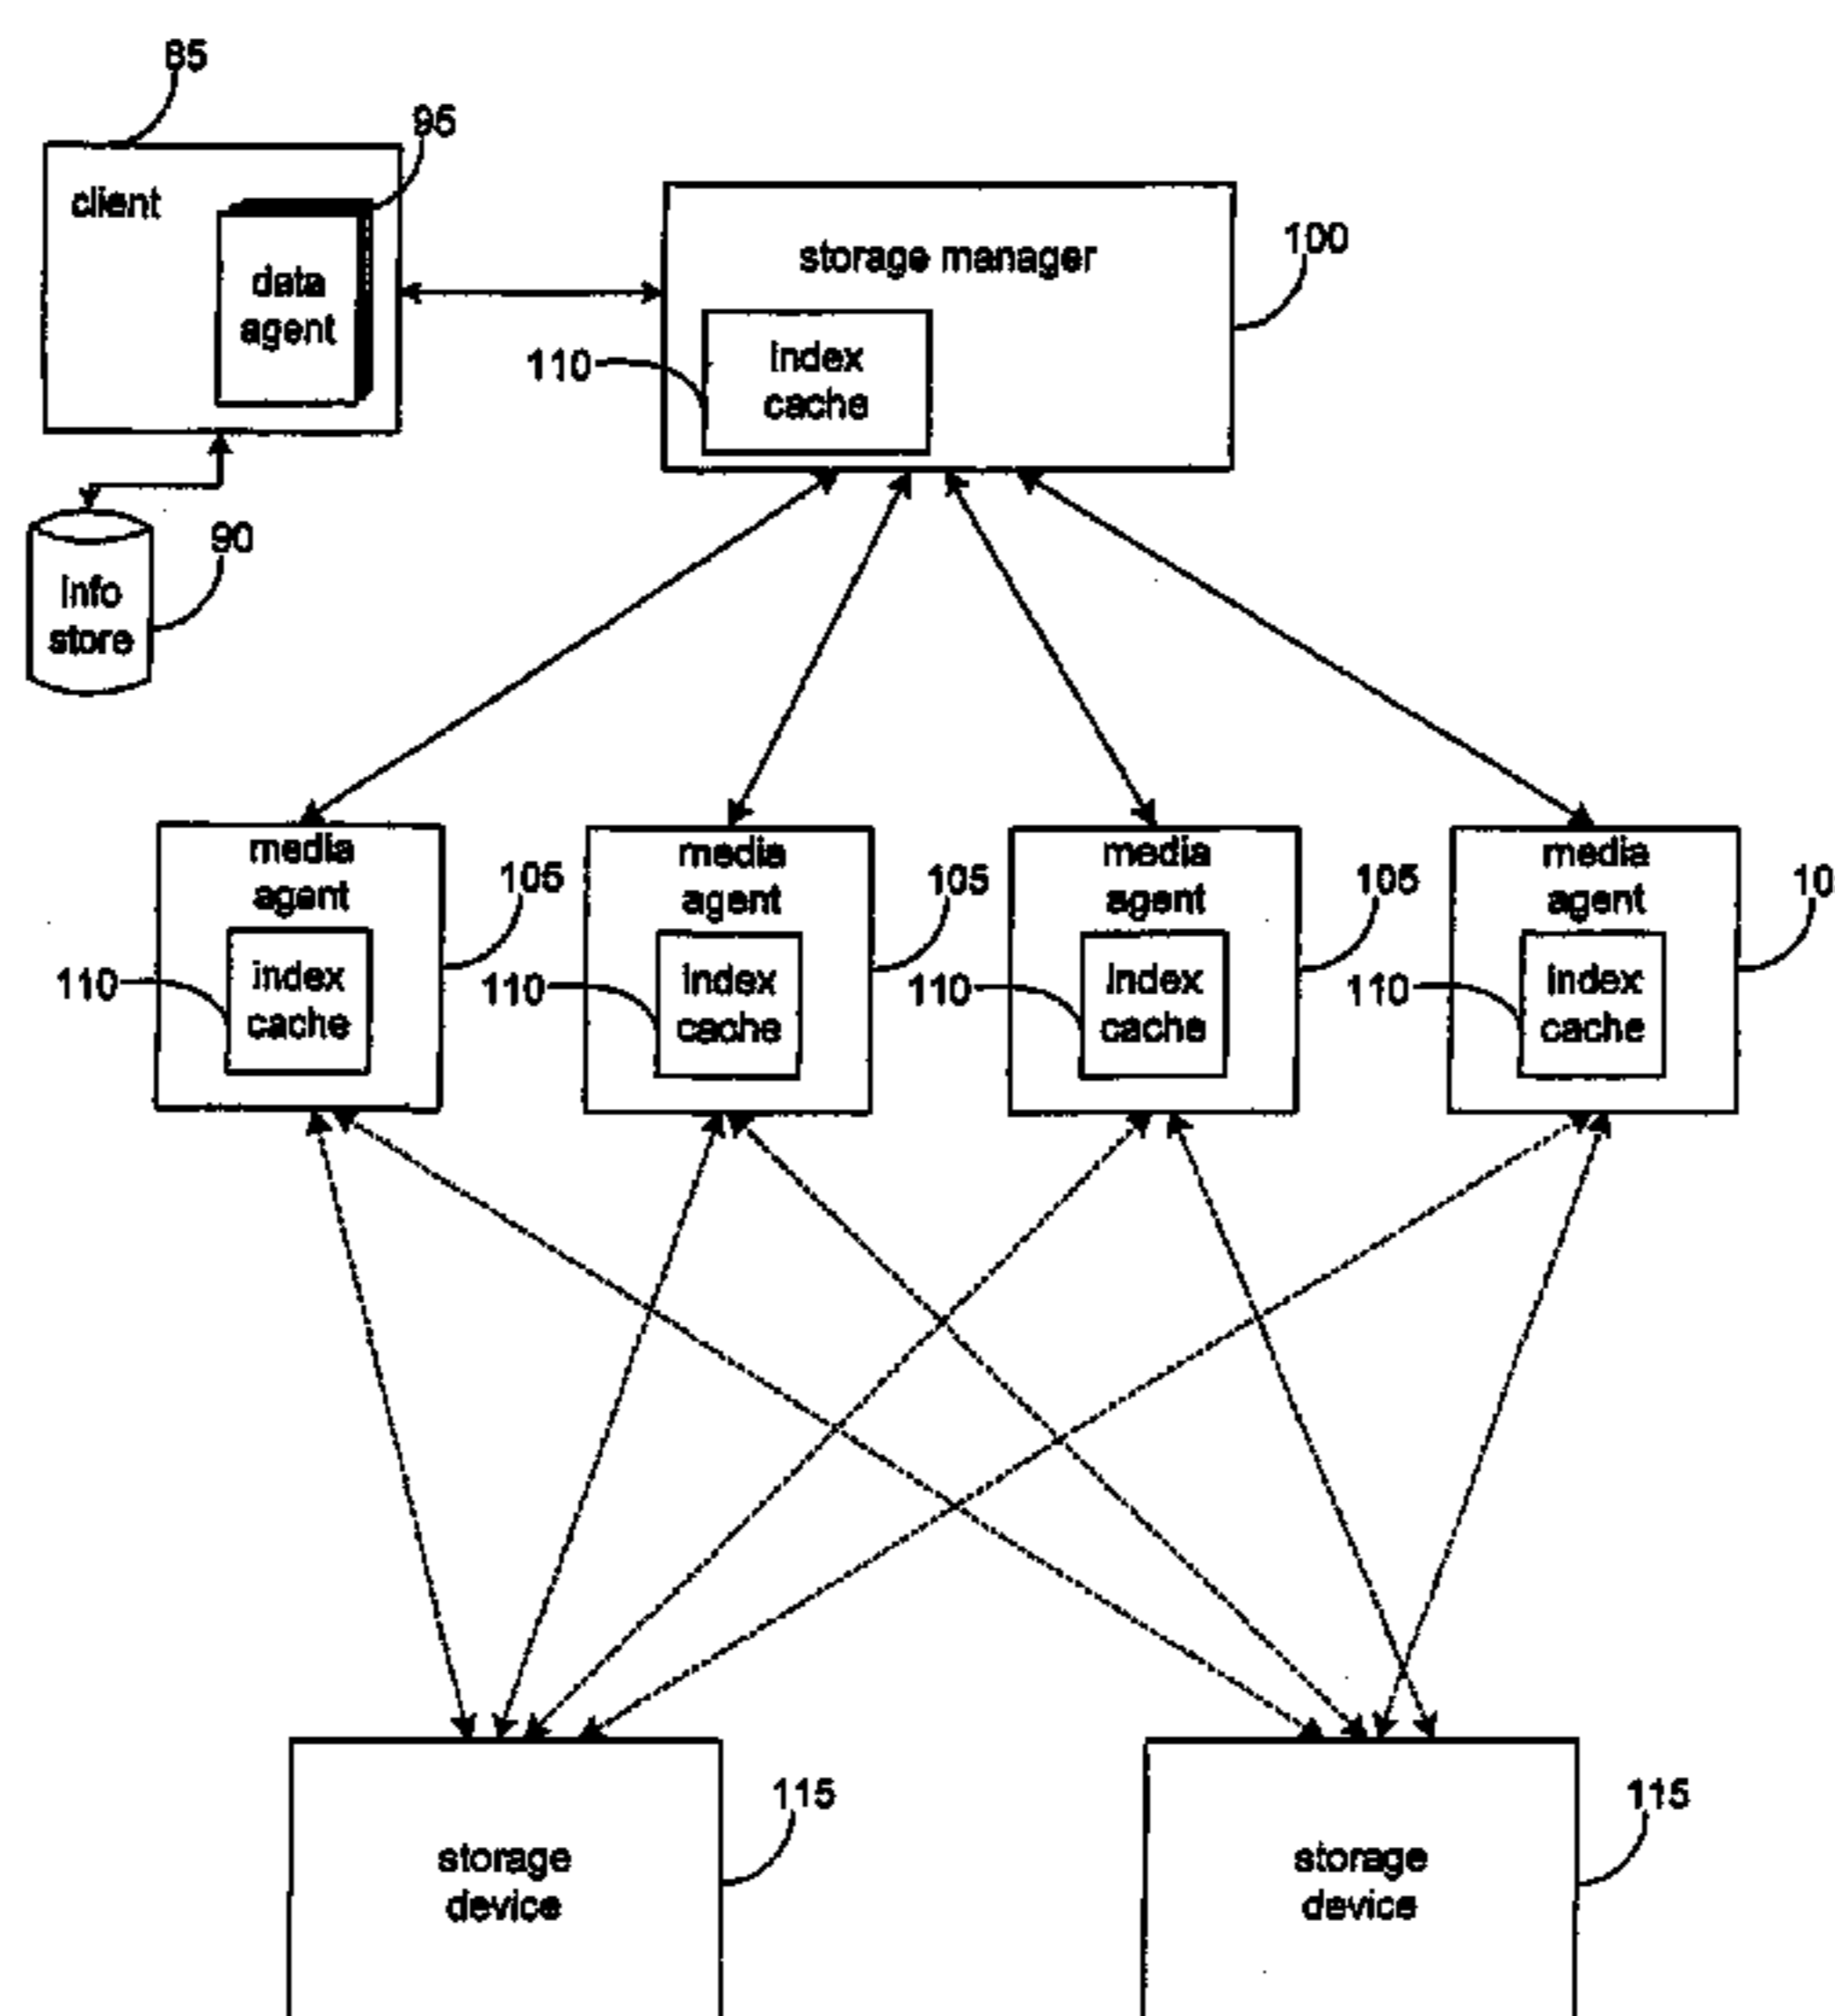 85
95
client
data
agent
storage manager
100
110
index
cache
90
info
store
media
agent
105
110
index
cache
media
agent
105
110
index
cache
media
agent
105
110
index
cache
media
agent
10
110
index
cache
115
storage
device
115
storage
device